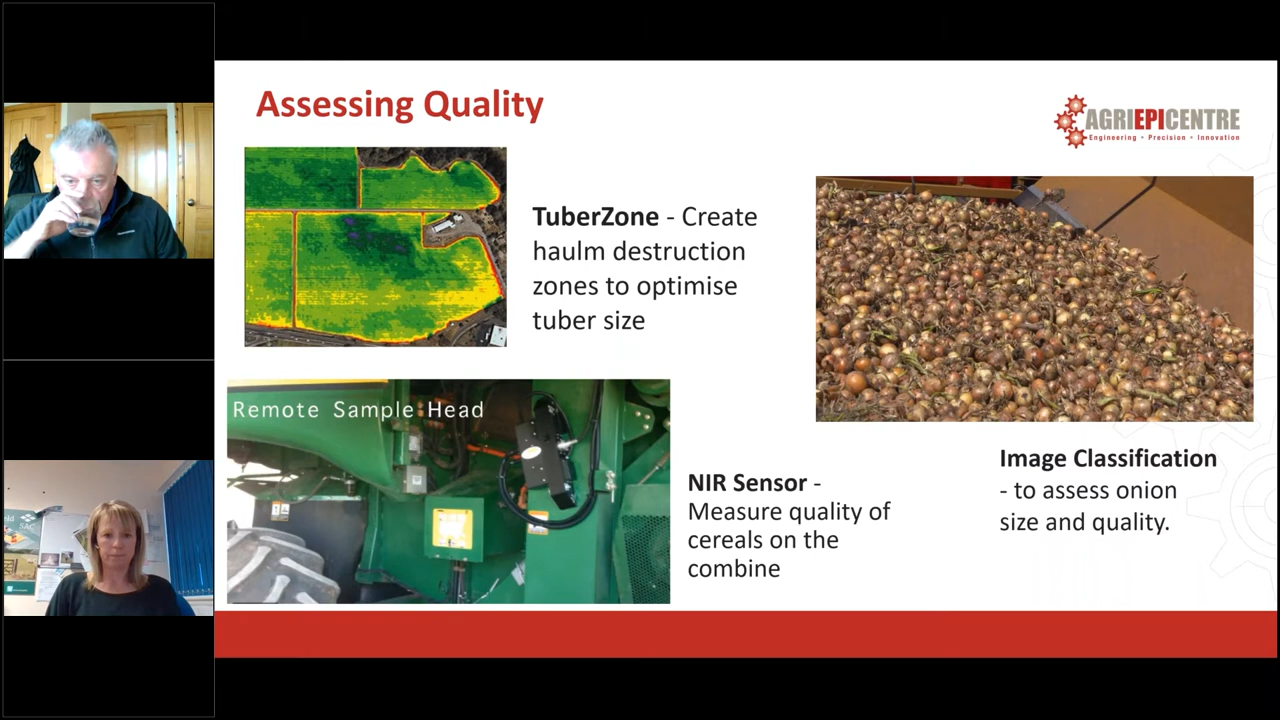 Assessing Quality
AGRIEPICENTRE
Engineering • Precision • Innovation
TuberZone - Create
haulm destruction
zones to optimise
tuber size
Remote Sample Head
NIR Sensor -
Measure quality of
cereals on the
combine
Image Classification
- to assess onion
size and quality.
SAC